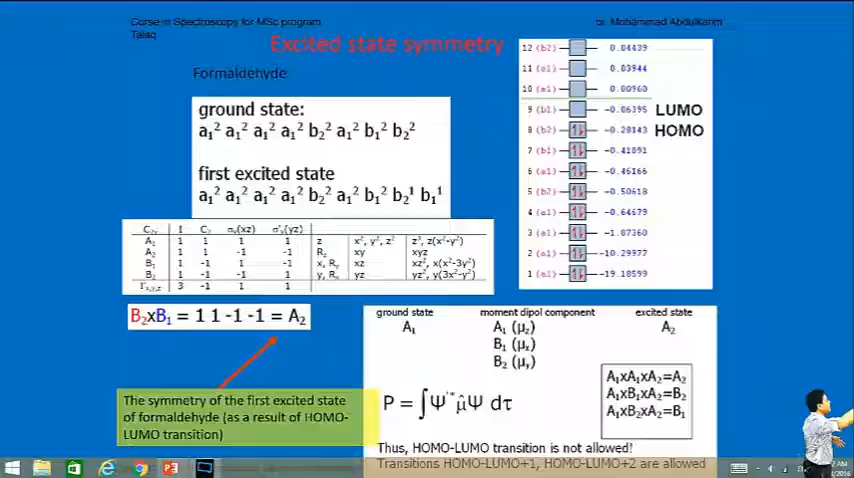 Corse in Spectroscopy for MSc program
Talaq
dr. Mohammad Abdulkarim
Excited state symmetry
Formaldehyde
ground state:
a₁² a₁² a₁² a₁² b₂² a₁² b₁² b₂²
first excited state
a₁² a₁² a₁² a₁² b₂² a₁² b₁² b₂¹ b₁¹
12 (b2) 0.04439
11 (a1) 0.03944
10 (a1) 0.00960
9 (b1) -0.06395 LUMO
8 (b2) -0.28143 HOMO
7 (b1) -0.41091
6 (a1) -0.46166
5 (b2) -0.50618
4 (a1) -0.64679
3 (a1) -1.07360
2 (a1) -10.29977
1 (a1) -19.18599
C₂ᵥ I C₂ σᵥ(xz) σ'ᵥ(yz)
A₁ 1 1 1 1 z x², y², z² z³, z(x²-y²)
A₂ 1 1 -1 -1 R_z xy xyz
B₁ 1 -1 1 -1 x, R_y xz xz², x(x²-3y²)
B₂ 1 -1 -1 1 y, R_x yz yz², y(3x²-y²)
Γx,y,z 3 -1 1 1
B₂xB₁ = 1 1 -1 -1 = A₂
The symmetry of the first excited state
of formaldehyde (as a result of HOMO-
LUMO transition)
ground state moment dipol component excited state
A₁ A₁ (μz) A₂
B₁ (μx)
B₂ (μy)
A₁xA₁xA₂=A₂
A₁xB₁xA₂=B₂
A₁xB₂xA₂=B₁
P = ∫Ψ'*μ̂Ψ dτ
Thus, HOMO-LUMO transition is not allowed!
Transitions HOMO-LUMO+1, HOMO-LUMO+2 are allowed